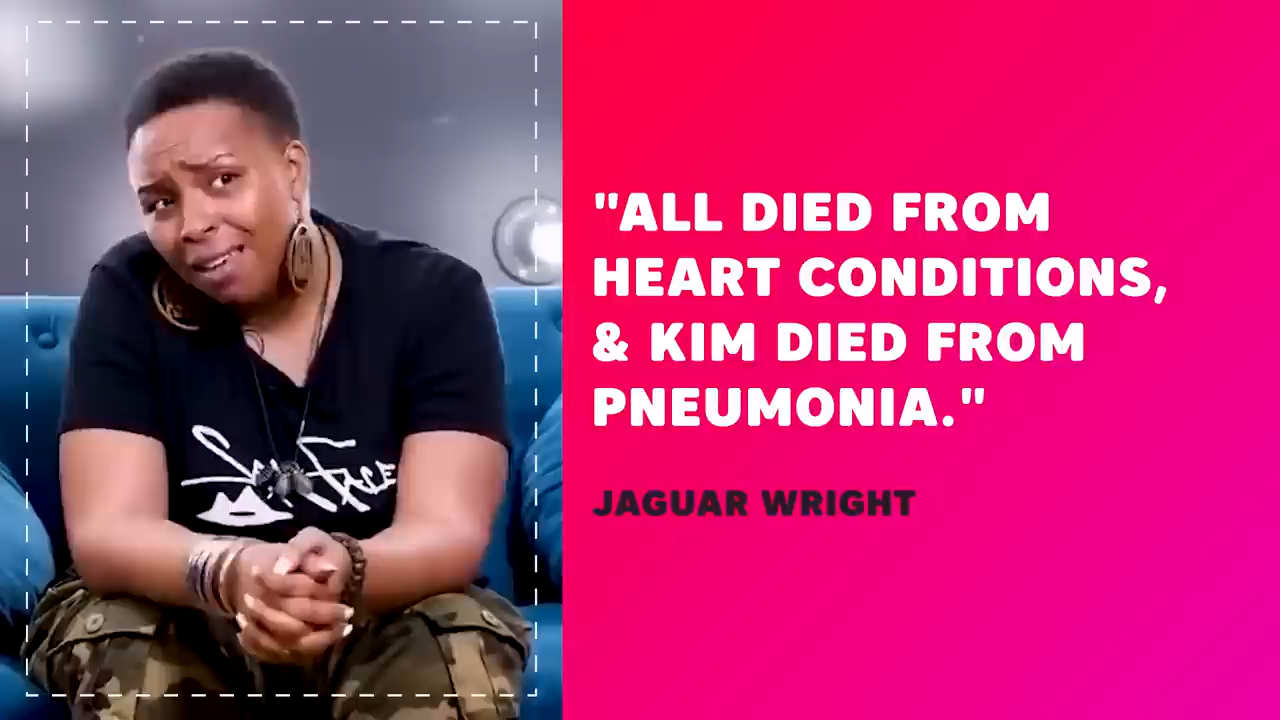 "ALL DIED FROM
HEART CONDITIONS,
& KIM DIED FROM
PNEUMONIA."
JAGUAR WRIGHT